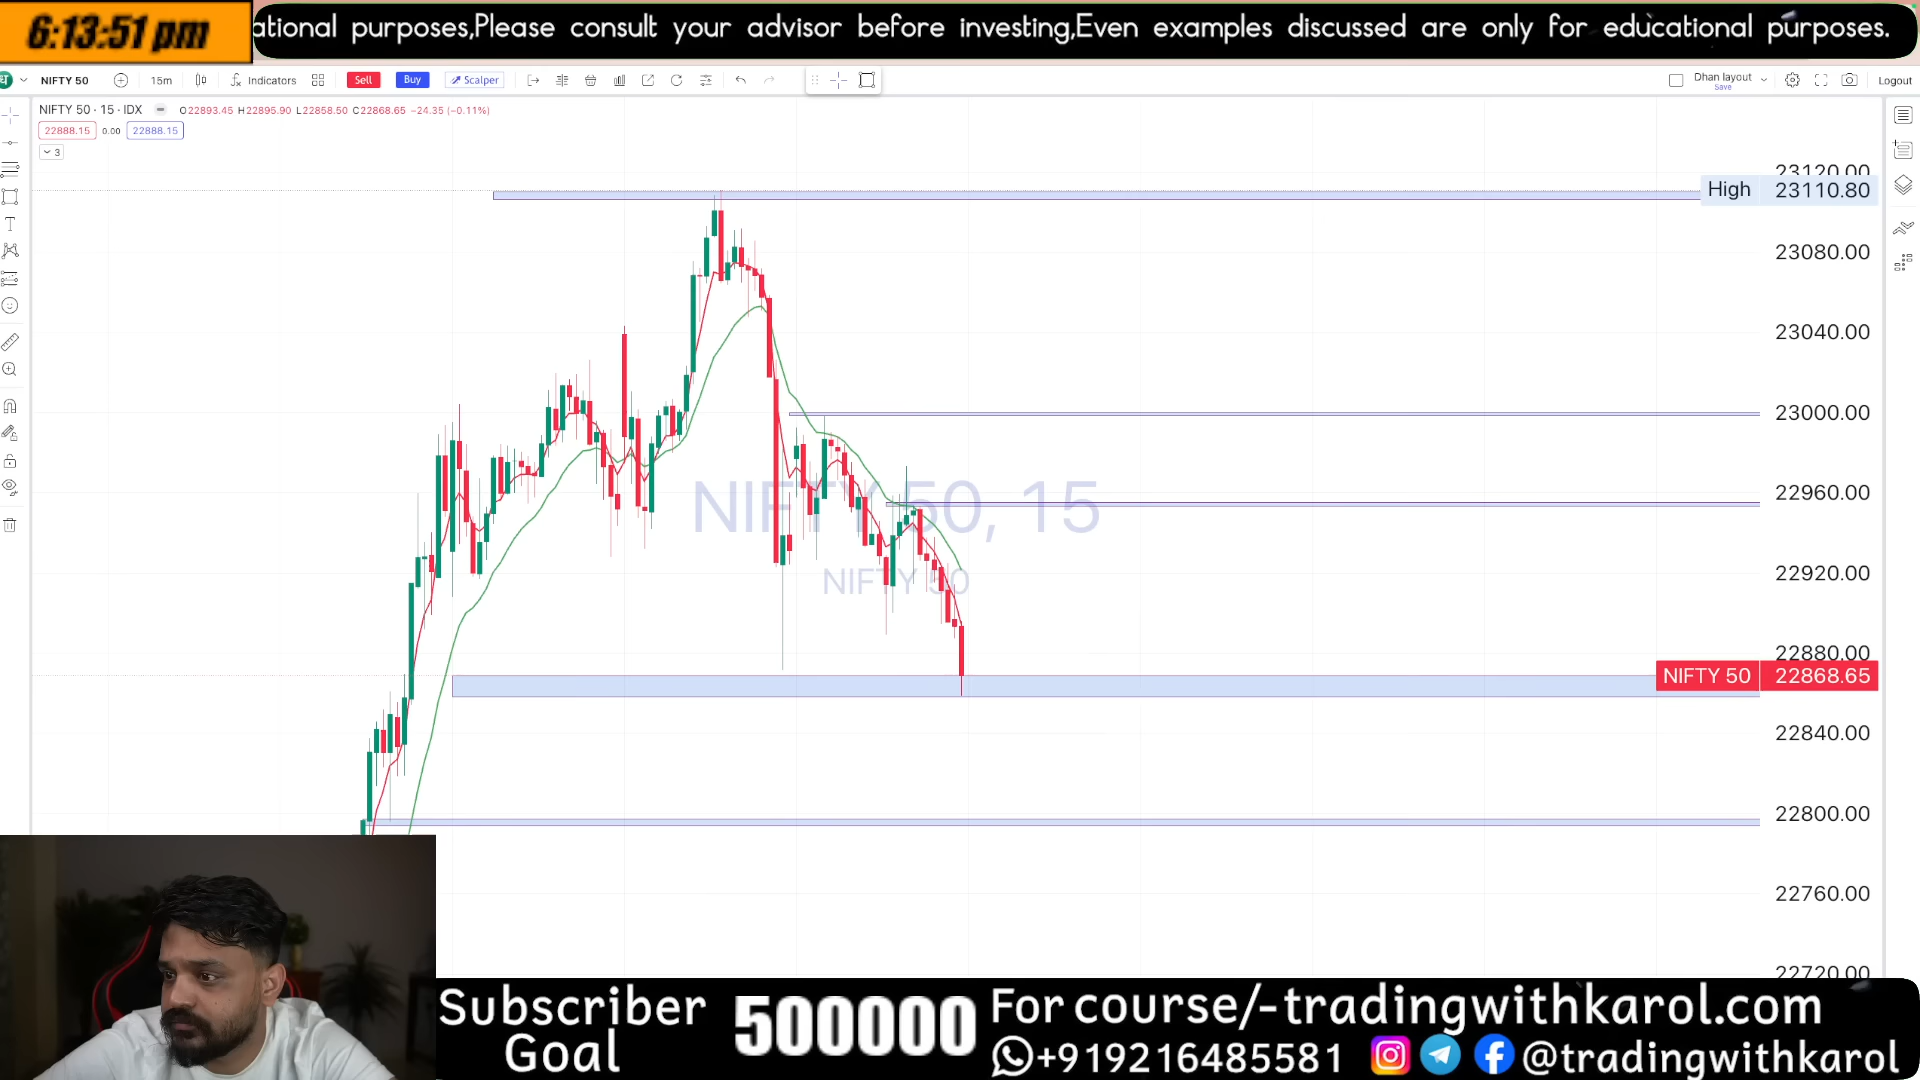 6:13:51 pm
ational purposes,Please consult your advisor before investing,Even examples discussed are only for educational purposes.
NIFTY 50 15m Indicators Sell Buy Scalper Dhan layout Save Logout
NIFTY 50 · 15 · IDX O22893.45 H22895.90 L22858.50 C22868.65 −24.35 (−0.11%)
22888.15 0.00 22888.15
3
23120.00
High 23110.80
23080.00
23040.00
23000.00
22960.00
NIFTY 50, 15
NIFTY 50
22920.00
22880.00
NIFTY 50 22868.65
22840.00
22800.00
22760.00
22720.00
Subscriber Goal
500000
For course/-tradingwithkarol.com
+919216485581 @tradingwithkarol